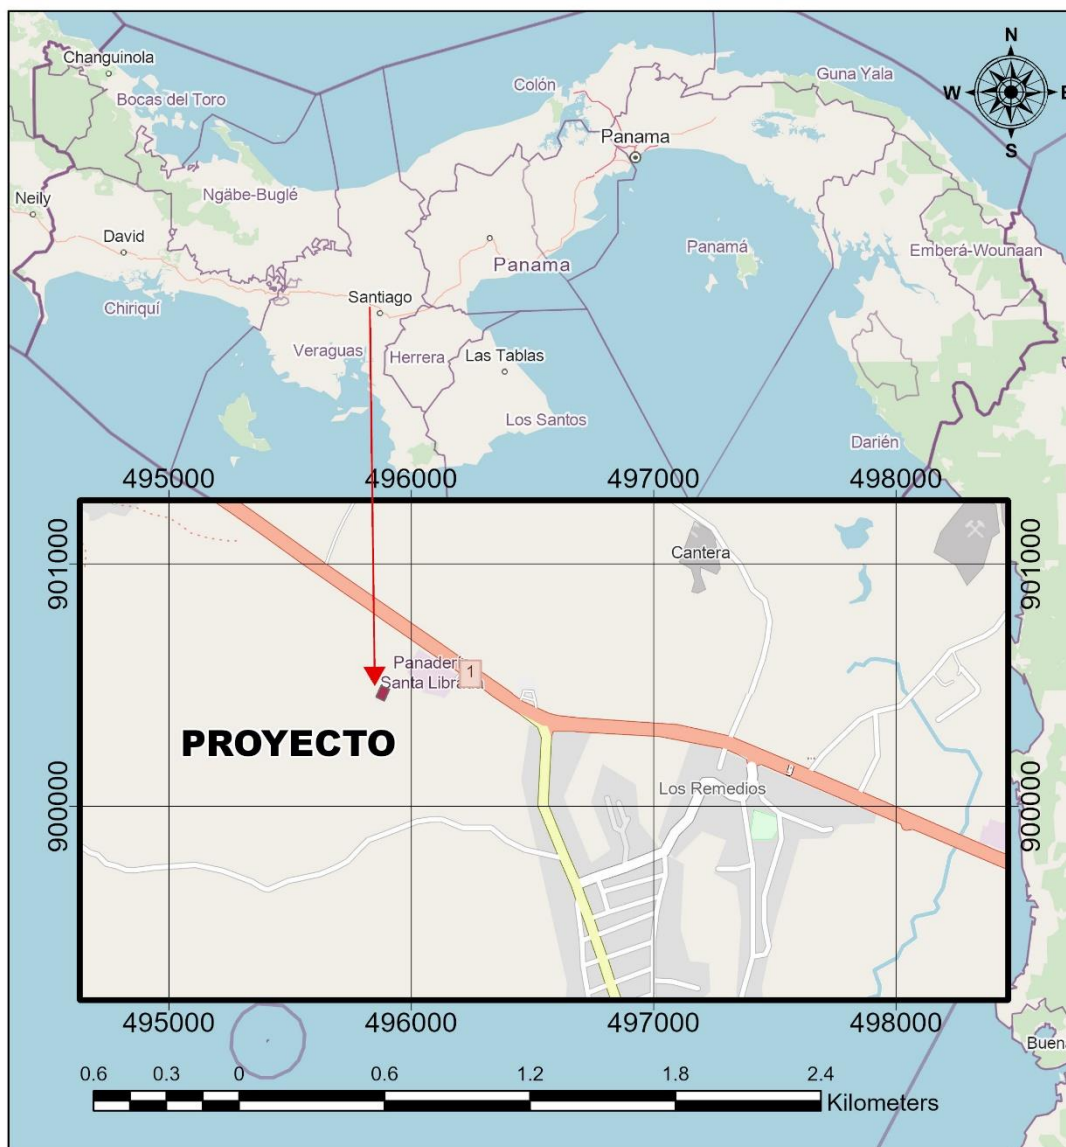 N
W
E
S
Changuinola
Bocas del Toro
Colón
Guna Yala
Panama
Ngäbe-Buglé
Neily
David
Panama
Panamá
Emberá-Wounaan
Chiriquí
Santiago
Veraguas
Herrera
Las Tablas
Los Santos
Darién
495000
496000
497000
498000
901000
901000
Cantera
Panadería
Santa Librada
1
PROYECTO
Los Remedios
900000
900000
495000
496000
497000
498000
Buena
0.6
0.3
0
0.6
1.2
1.8
2.4
Kilometers